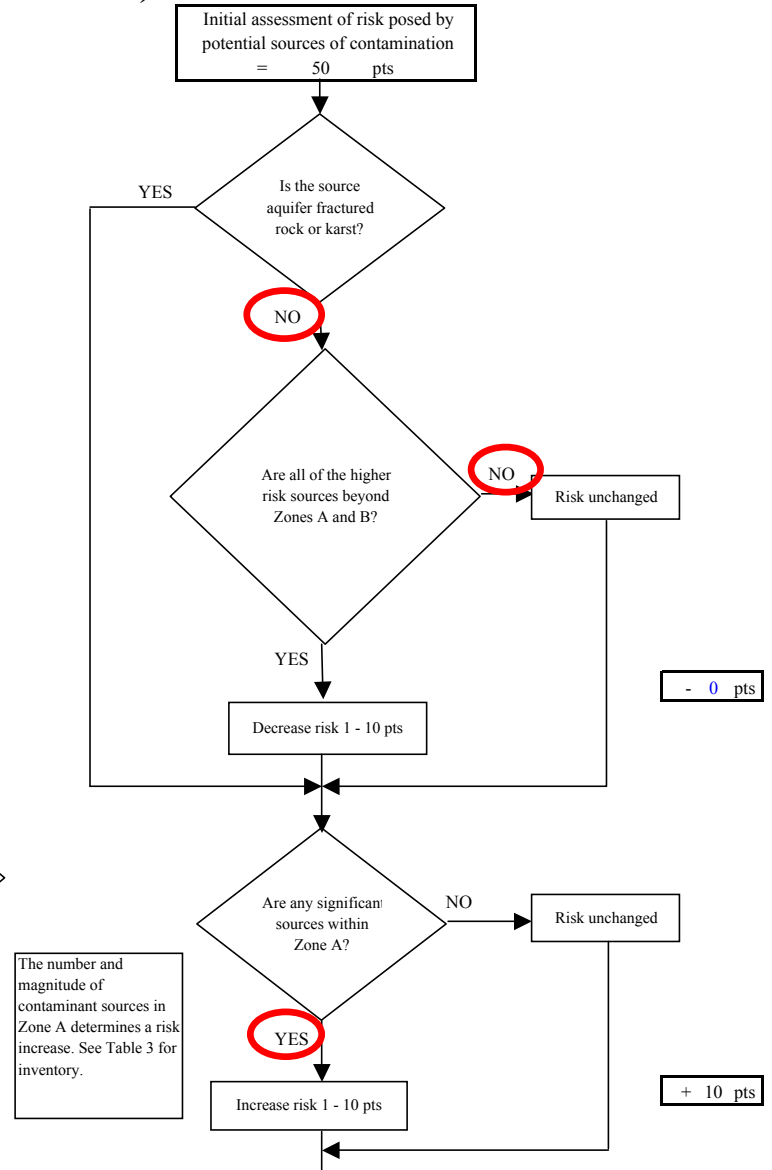 Initial assessment of risk posed by
potential sources of contamination
= 50 pts
YES
Is the source
aquifer fractured
rock or karst?
NO
Are all of the higher
risk sources beyond
Zones A and B?
NO
Risk unchanged
YES
- 0 pts
Decrease risk 1 - 10 pts
Are any significant
sources within
Zone A?
NO
Risk unchanged
The number and
magnitude of
contaminant sources in
Zone A determines a risk
increase. See Table 3 for
inventory.
YES
Increase risk 1 - 10 pts
+ 10 pts